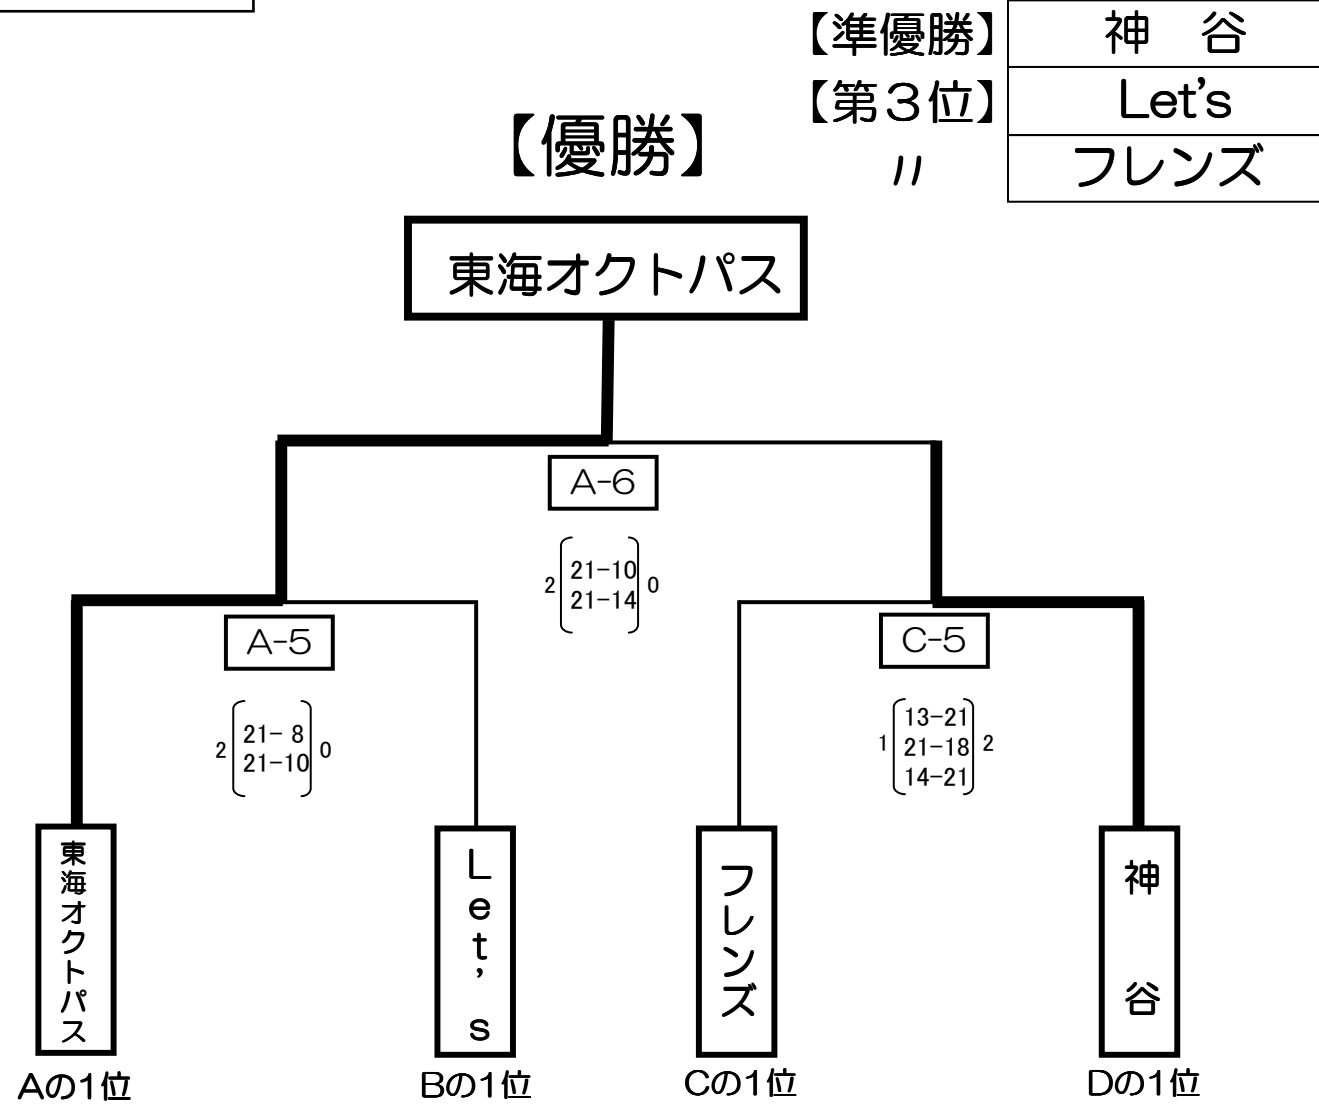 【準優勝】 神 谷
【第3位】 Let's
〃 フレンズ
【優勝】
東海オクトパス
A-6
2 21-10 0
21-14
A-5
2 21- 8 0
21-10
C-5
13-21
1 21-18 2
14-21
東海オクトパス
Let's
フレンズ
神 谷
Aの1位
Bの1位
Cの1位
Dの1位